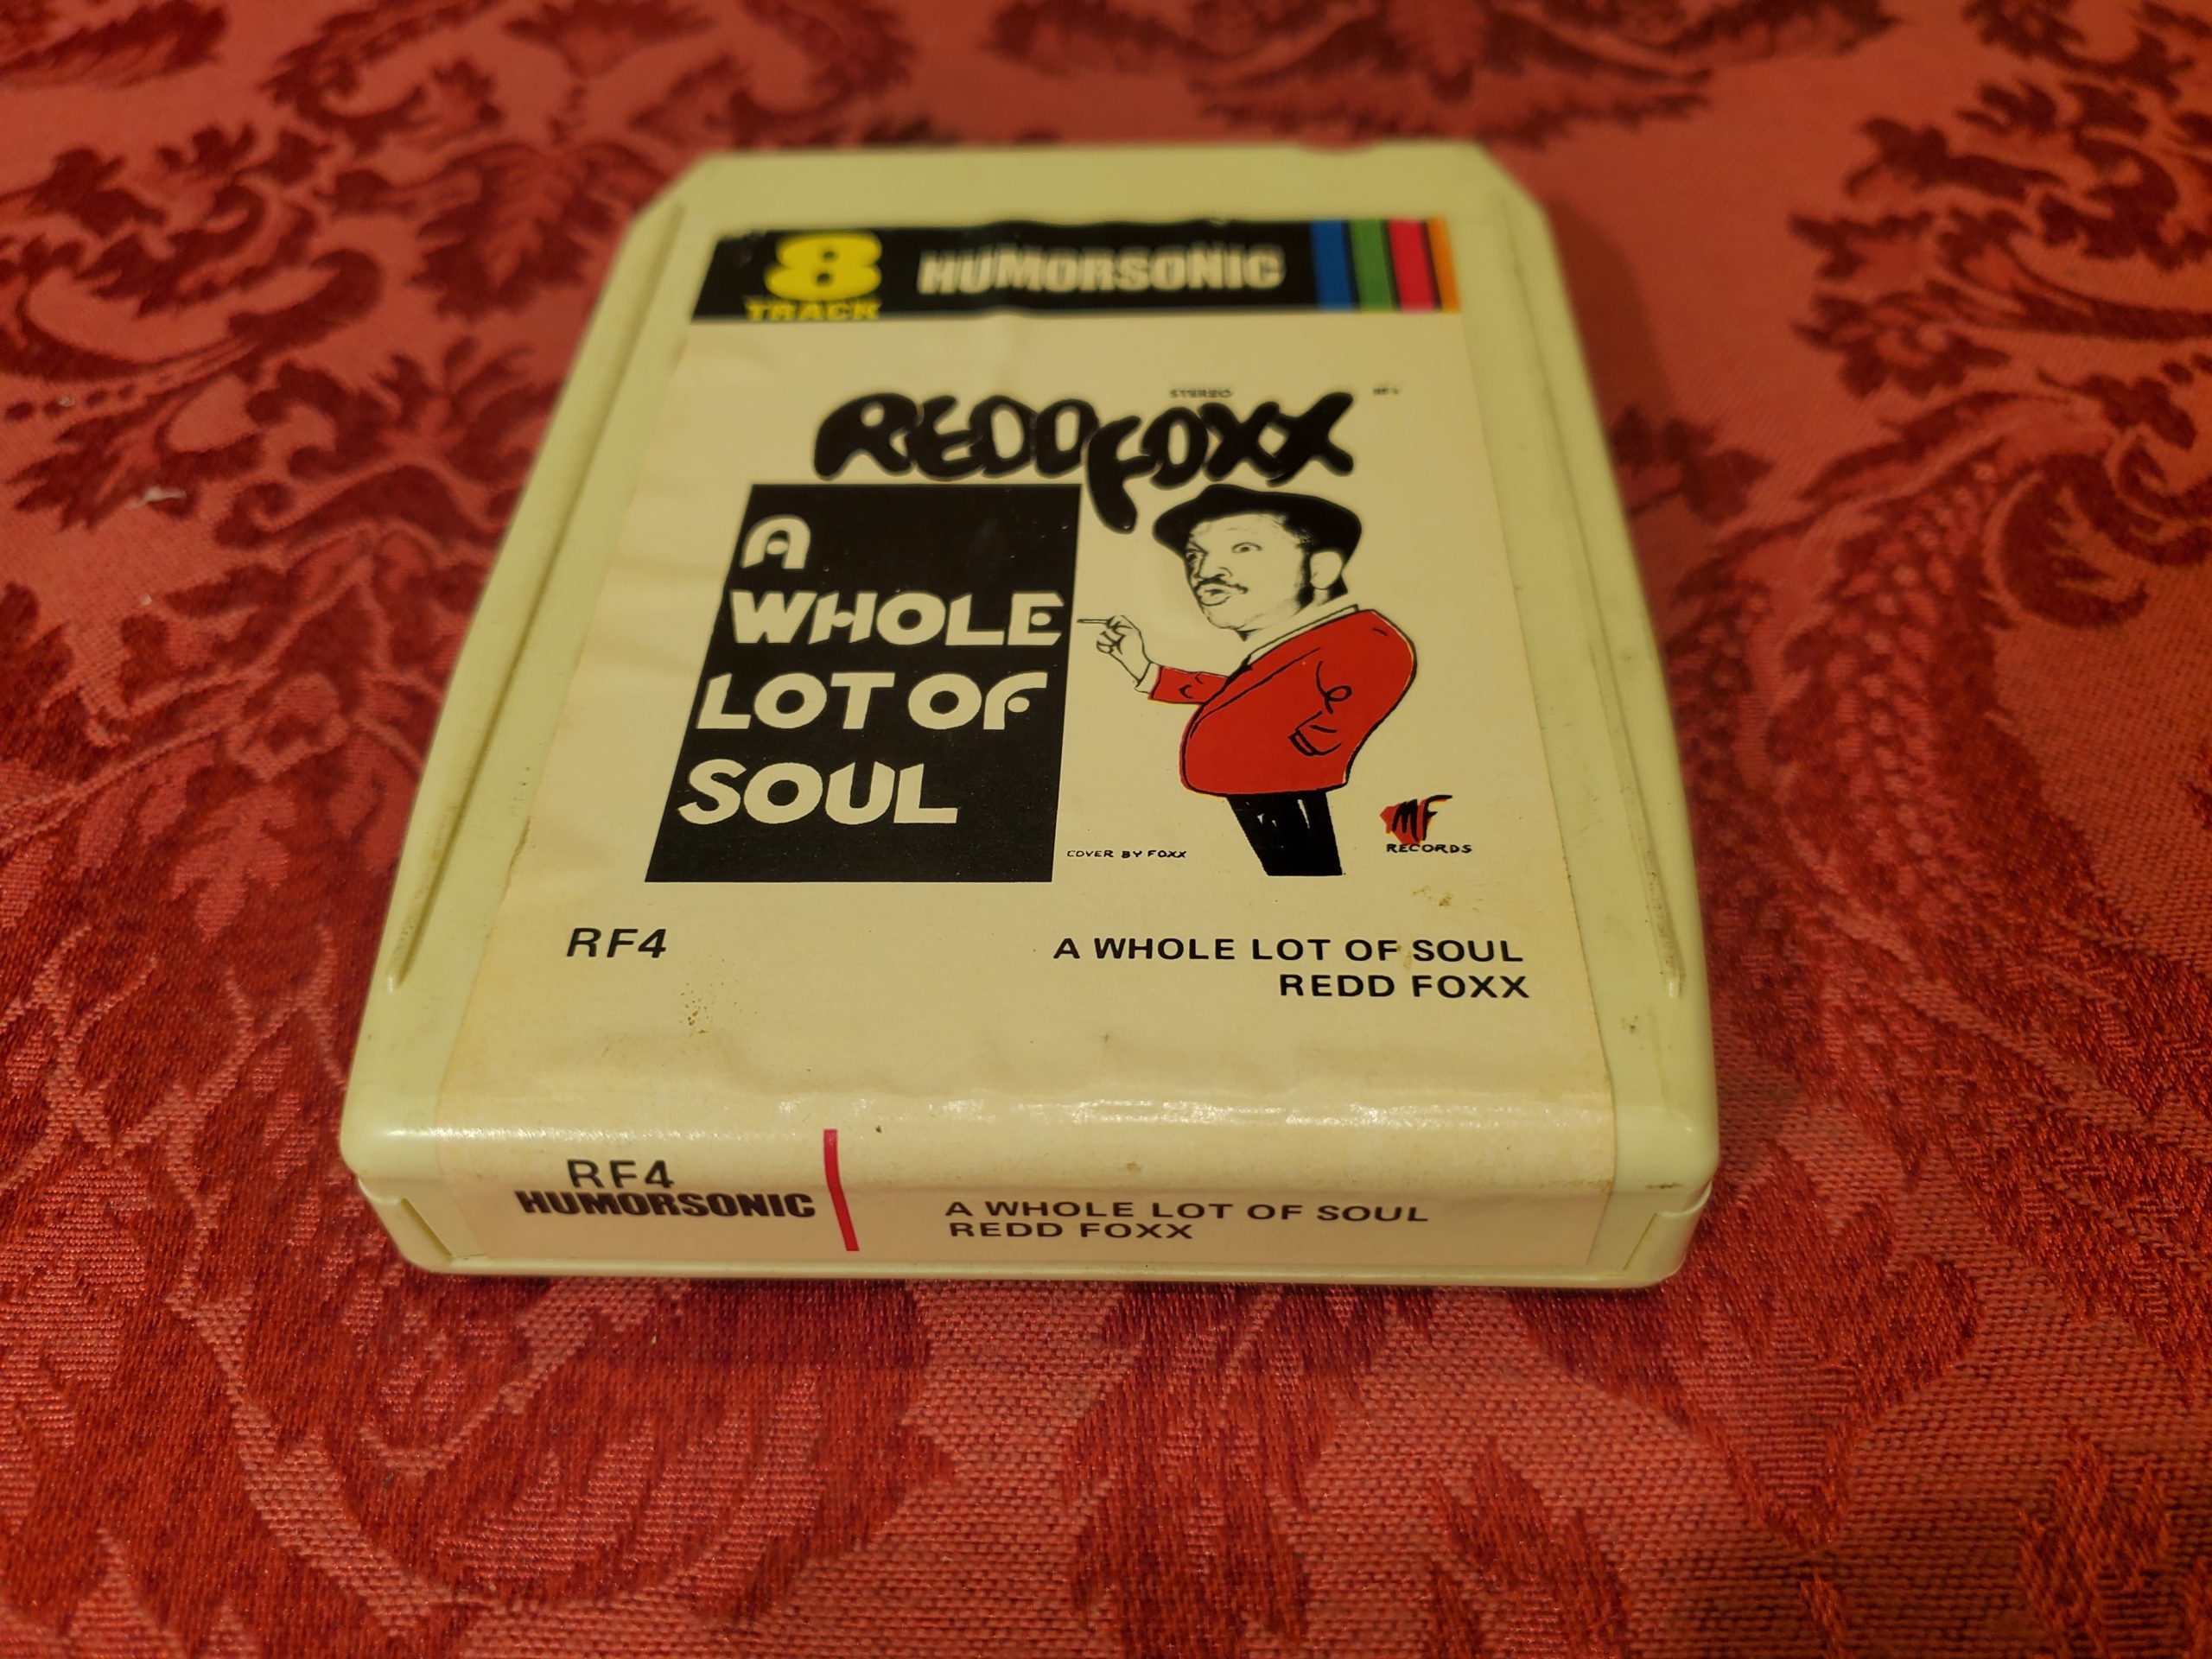 8
TRACK
HUMORSONIC
STEREO
REDD FOXX
A
WHOLE
LOT OF
SOUL
COVER BY FOXX
MF
RECORDS
RF4
A WHOLE LOT OF SOUL
REDD FOXX
RF4
HUMORSONIC
A WHOLE LOT OF SOUL
REDD FOXX